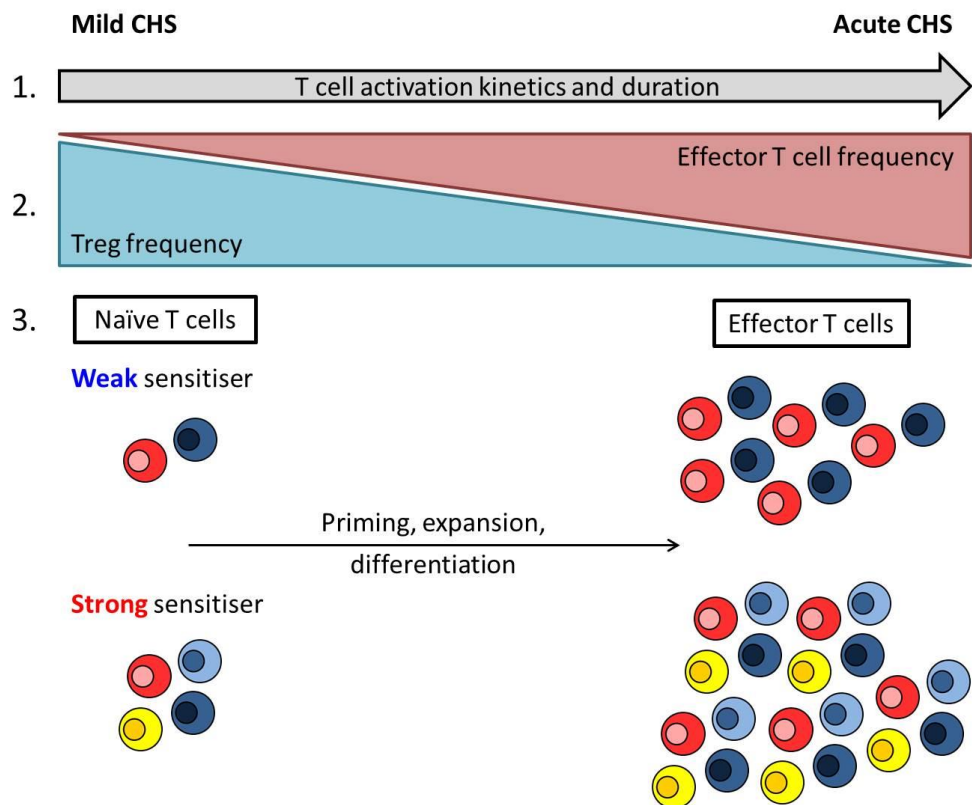 Mild CHS
Acute CHS
1.
T cell activation kinetics and duration
Effector T cell frequency
2.
Treg frequency
3.
Naïve T cells
Effector T cells
Weak sensitiser
Priming, expansion,
differentiation
Strong sensitiser